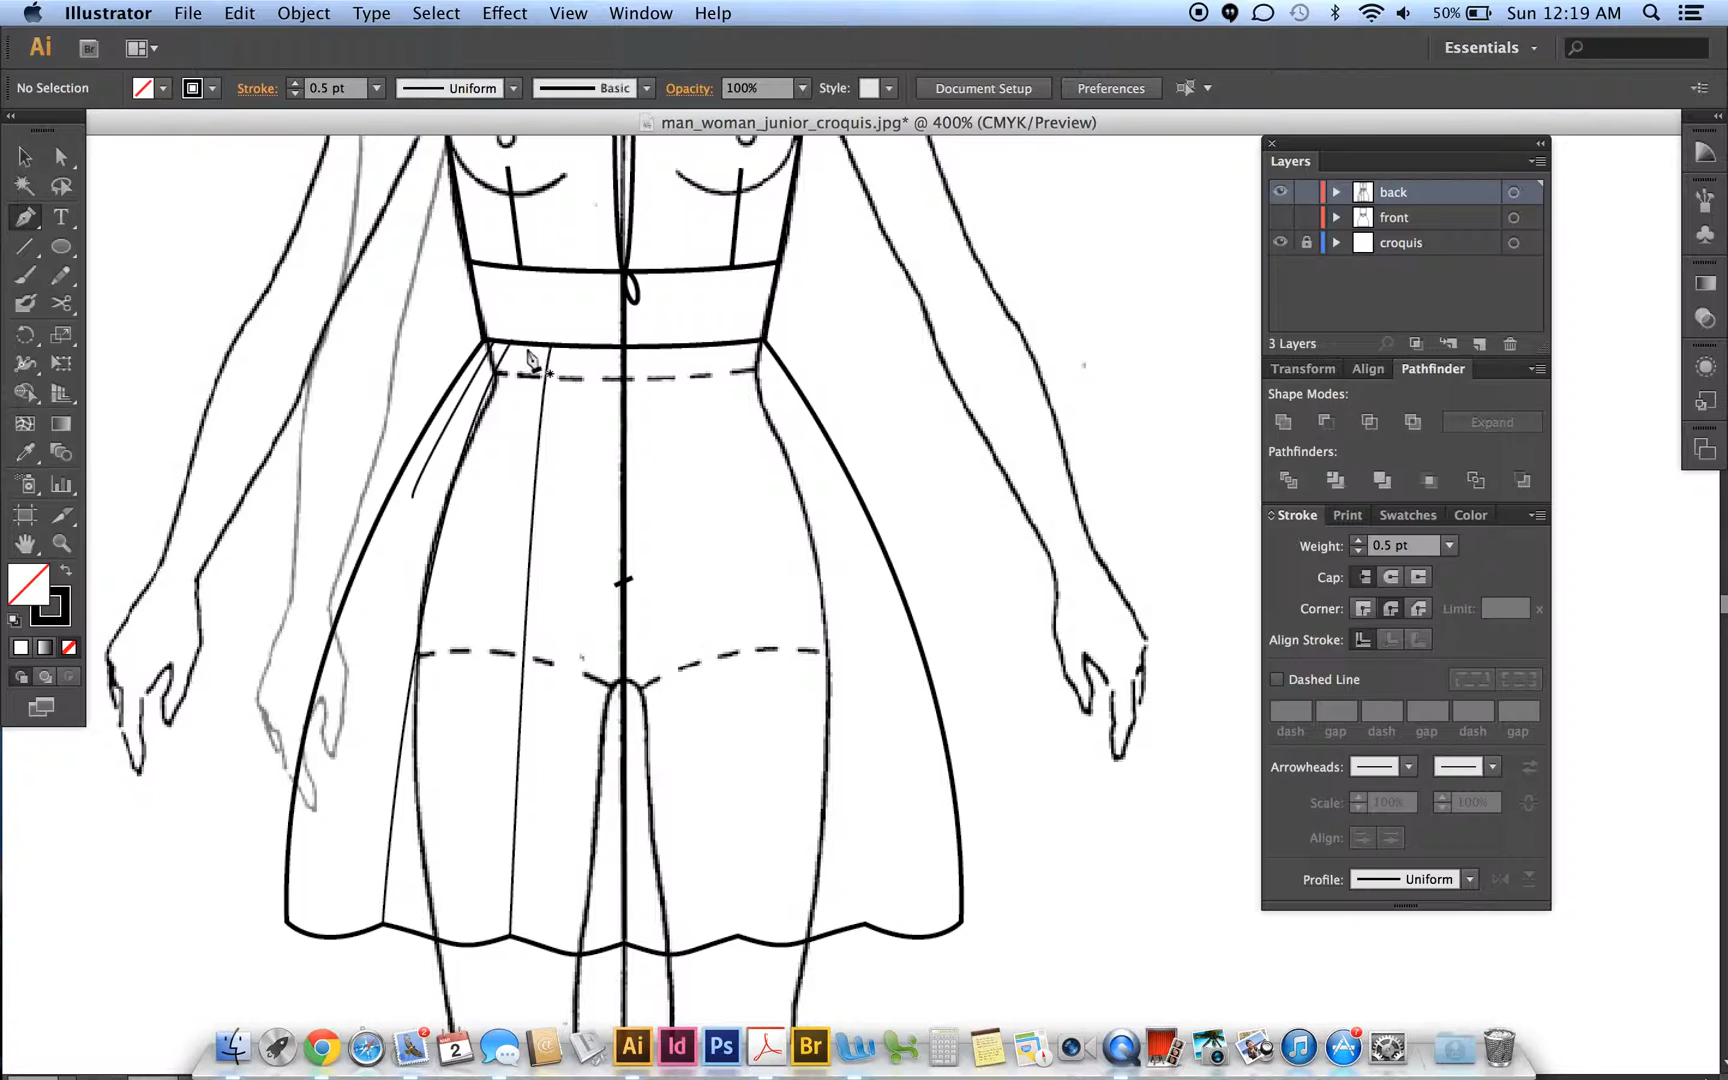 Illustrator File Edit Object Type Select Effect View Window Help 50% Sun 12:19 AM
Ai Br Essentials
No Selection Stroke: 0.5 pt Uniform Basic Opacity: 100% Style: Document Setup Preferences
man_woman_junior_croquis.jpg* @ 400% (CMYK/Preview)
Layers
back
front
croquis
3 Layers
Transform Align Pathfinder
Shape Modes:
Expand
Pathfinders:
Stroke Print Swatches Color
Weight: 0.5 pt
Cap:
Corner: Limit: x
Align Stroke:
Dashed Line
dash gap dash gap dash gap
Arrowheads:
Scale: 100% 100%
Align:
Profile: Uniform
T
2 2 Ai Id Ps Br 7